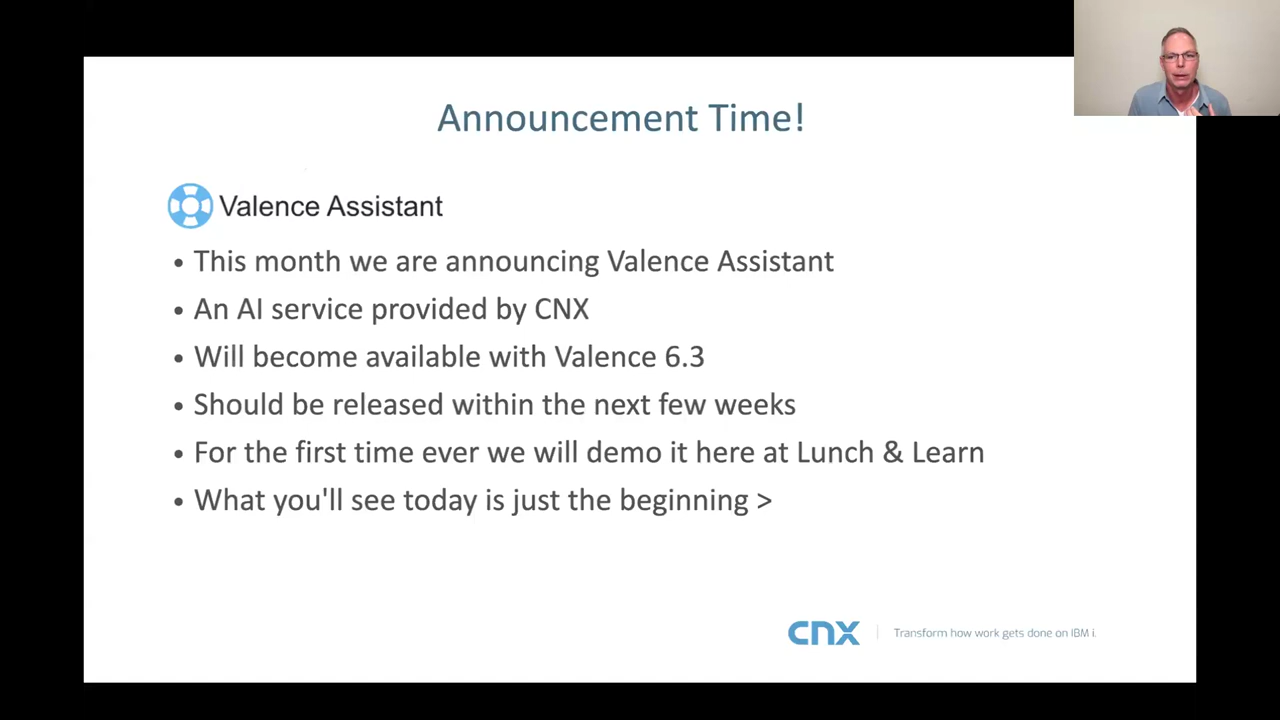 Announcement Time!
Valence Assistant
• This month we are announcing Valence Assistant
• An AI service provided by CNX
• Will become available with Valence 6.3
• Should be released within the next few weeks
• For the first time ever we will demo it here at Lunch & Learn
• What you'll see today is just the beginning >
cnx
Transform how work gets done on IBM i.